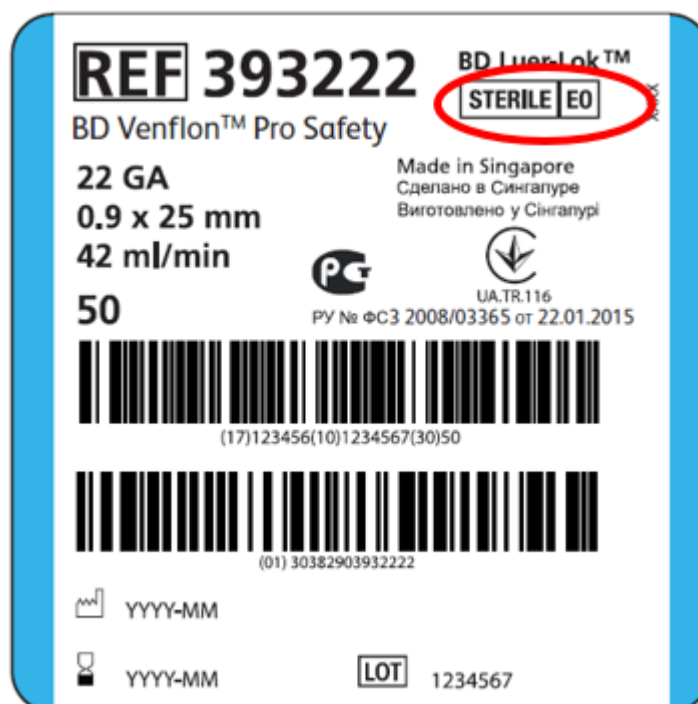 REF 393222
BD Luer-Lok™
STERILE EO
BD Venflon™ Pro Safety
22 GA
0.9 x 25 mm
42 ml/min
50
Made in Singapore
Сделано в Сингапуре
Виготовлено у Сінгапурі
UA.TR.116
РУ № ФСЗ 2008/03365 от 22.01.2015
(17)123456(10)1234567(30)50
(01) 30382903932222
YYYY-MM
YYYY-MM
LOT 1234567